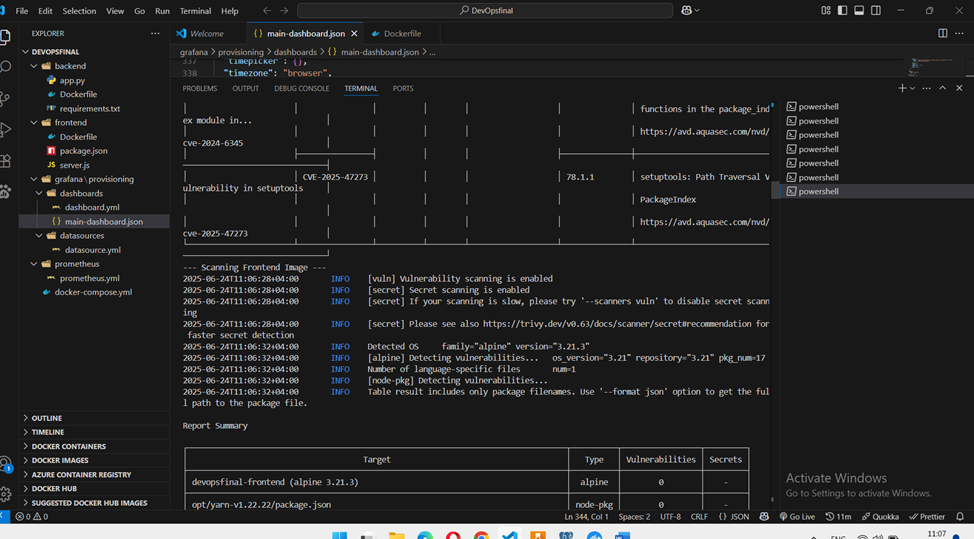 File Edit Selection View Go Run Terminal Help
DevOpsfinal
EXPLORER
Welcome
main-dashboard.json
Dockerfile
DEVOPSFINAL
backend
app.py
Dockerfile
requirements.txt
frontend
Dockerfile
package.json
JS server.js
grafana \ provisioning
dashboards
dashboard.yml
{ } main-dashboard.json
datasources
datasource.yml
prometheus
prometheus.yml
docker-compose.yml
OUTLINE
TIMELINE
DOCKER CONTAINERS
DOCKER IMAGES
AZURE CONTAINER REGISTRY
DOCKER HUB
SUGGESTED DOCKER HUB IMAGES
grafana > provisioning > dashboards > { } main-dashboard.json > ...
337 "timepicker": {},
338 "timezone": "browser",
PROBLEMS OUTPUT DEBUG CONSOLE TERMINAL PORTS
functions in the package_ind
ex module in...
https://avd.aquasec.com/nvd/
cve-2024-6345
CVE-2025-47273 78.1.1 setuptools: Path Traversal V
ulnerability in setuptools
PackageIndex
https://avd.aquasec.com/nvd/
cve-2025-47273
--- Scanning Frontend Image ---
2025-06-24T11:06:28+04:00 INFO [vuln] Vulnerability scanning is enabled
2025-06-24T11:06:28+04:00 INFO [secret] Secret scanning is enabled
2025-06-24T11:06:28+04:00 INFO [secret] If your scanning is slow, please try '--scanners vuln' to disable secret scann
ing
2025-06-24T11:06:28+04:00 INFO [secret] Please see also https://trivy.dev/v0.63/docs/scanner/secret#recommendation for
faster secret detection
2025-06-24T11:06:32+04:00 INFO Detected OS family="alpine" version="3.21.3"
2025-06-24T11:06:32+04:00 INFO [alpine] Detecting vulnerabilities... os_version="3.21" repository="3.21" pkg_num=17
2025-06-24T11:06:32+04:00 INFO Number of language-specific files num=1
2025-06-24T11:06:32+04:00 INFO [node-pkg] Detecting vulnerabilities...
2025-06-24T11:06:32+04:00 INFO Table result includes only package filenames. Use '--format json' option to get the ful
l path to the package file.
Report Summary
Target Type Vulnerabilities Secrets
devopsfinal-frontend (alpine 3.21.3) alpine 0 -
opt/yarn-v1.22.22/package.json node-pkg 0 -
powershell
powershell
powershell
powershell
powershell
powershell
powershell
Activate Windows
Go to Settings to activate Windows.
1
0 0
Ln 344, Col 1 Spaces: 2 UTF-8 CRLF { } JSON Go Live 11m Quokka Prettier
ENG
11:07